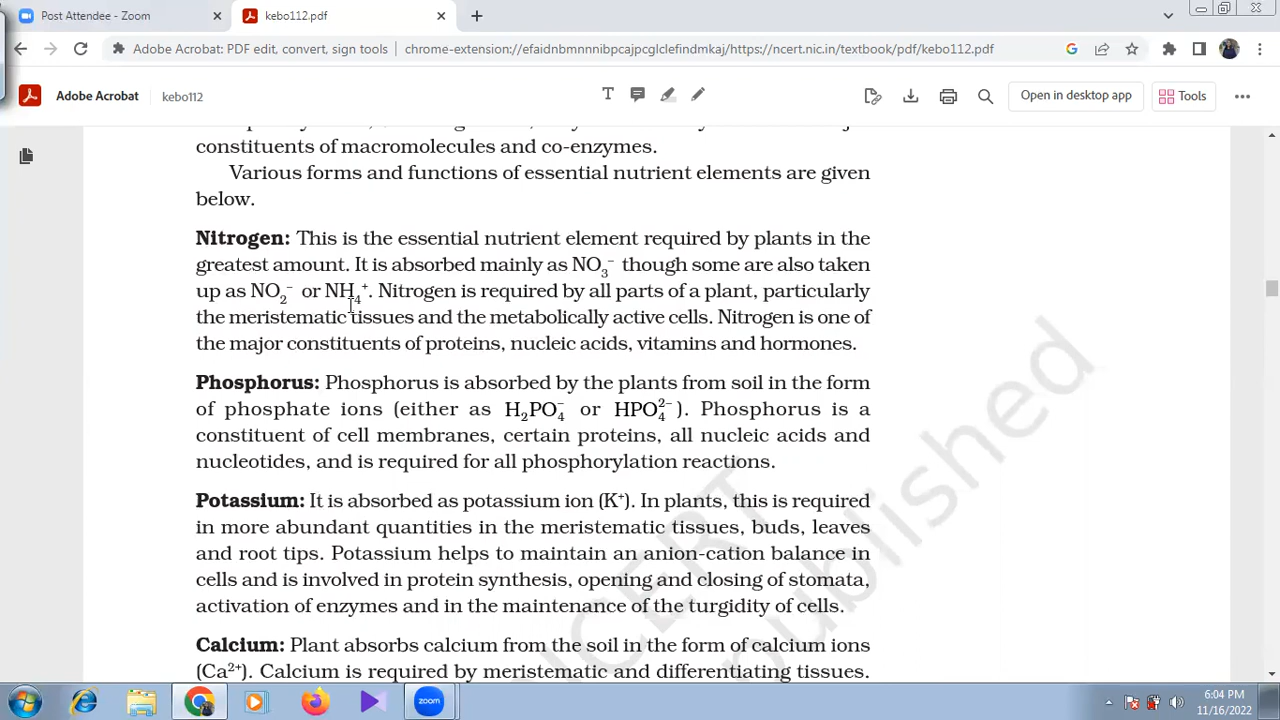 Post Attendee - Zoom
kebo112.pdf
Adobe Acrobat: PDF edit, convert, sign tools
chrome-extension://efaidnbmnnnibpcajpcglclefindmkaj/https://ncert.nic.in/textbook/pdf/kebo112.pdf
Adobe Acrobat
kebo112
Open in desktop app
Tools
constituents of macromolecules and co-enzymes.
Various forms and functions of essential nutrient elements are given
below.
Nitrogen: This is the essential nutrient element required by plants in the
greatest amount. It is absorbed mainly as NO₃⁻ though some are also taken
up as NO₂⁻ or NH₄⁺. Nitrogen is required by all parts of a plant, particularly
the meristematic tissues and the metabolically active cells. Nitrogen is one of
the major constituents of proteins, nucleic acids, vitamins and hormones.
Phosphorus: Phosphorus is absorbed by the plants from soil in the form
of phosphate ions (either as H₂PO₄⁻ or HPO₄²⁻). Phosphorus is a
constituent of cell membranes, certain proteins, all nucleic acids and
nucleotides, and is required for all phosphorylation reactions.
Potassium: It is absorbed as potassium ion (K⁺). In plants, this is required
in more abundant quantities in the meristematic tissues, buds, leaves
and root tips. Potassium helps to maintain an anion-cation balance in
cells and is involved in protein synthesis, opening and closing of stomata,
activation of enzymes and in the maintenance of the turgidity of cells.
Calcium: Plant absorbs calcium from the soil in the form of calcium ions
(Ca²⁺). Calcium is required by meristematic and differentiating tissues.
published
zoom
6:04 PM
11/16/2022